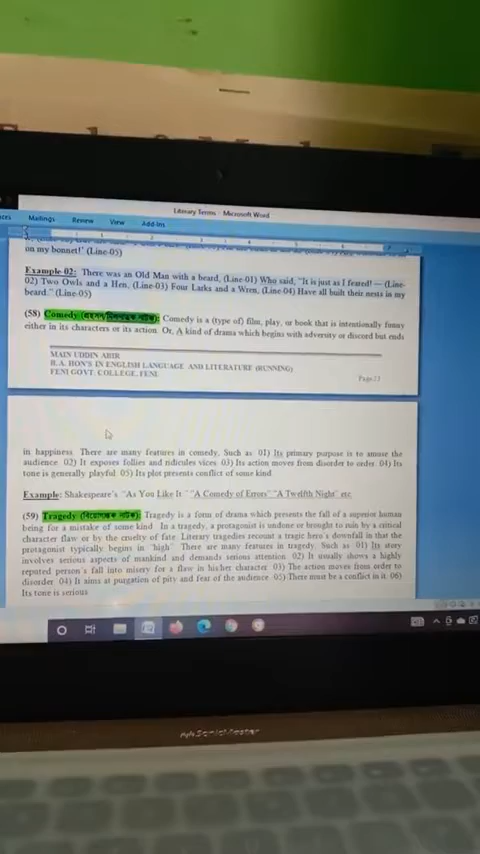 Literary Terms - Microsoft Word
Mailings Review View Add-Ins
on my bonnet!' (Line-05)
Example-02: There was an Old Man with a beard, (Line-01) Who said, "It is just as I feared! — (Line-
02) Two Owls and a Hen, (Line-03) Four Larks and a Wren, (Line-04) Have all built their nests in my
beard." (Line-05)
(58) Comedy (প্রহসন/মিলনাত্মক নাটক): Comedy is a (type of) film, play, or book that is intentionally funny
either in its characters or its action. Or, A kind of drama which begins with adversity or discord but ends
MAIN UDDIN ABIR
B.A. HON'S IN ENGLISH LANGUAGE AND LITERATURE (RUNNING)
FENI GOVT. COLLEGE, FENI.
Page 23
in happiness. There are many features in comedy. Such as 01) Its primary purpose is to amuse the
audience. 02) It exposes follies and ridicules vices. 03) Its action moves from disorder to order. 04) Its
tone is generally playful. 05) Its plot presents conflict of some kind.
Example: Shakespeare's "As You Like It" "A Comedy of Errors" "A Twelfth Night" etc.
(59) Tragedy (বিয়োগাত্মক নাটক): Tragedy is a form of drama which presents the fall of a superior human
being for a mistake of some kind. In a tragedy, a protagonist is undone or brought to ruin by a critical
character flaw or by the cruelty of fate. Literary tragedies recount a tragic hero's downfall in that the
protagonist typically begins in "high". There are many features in tragedy. Such as 01) Its story
involves serious aspects of mankind and demands serious attention. 02) It usually shows a highly
reputed person's fall into misery for a flaw in his/her character. 03) The action moves from order to
disorder. 04) It aims at purgation of pity and fear of the audience. 05) There must be a conflict in it. 06)
Its tone is serious.